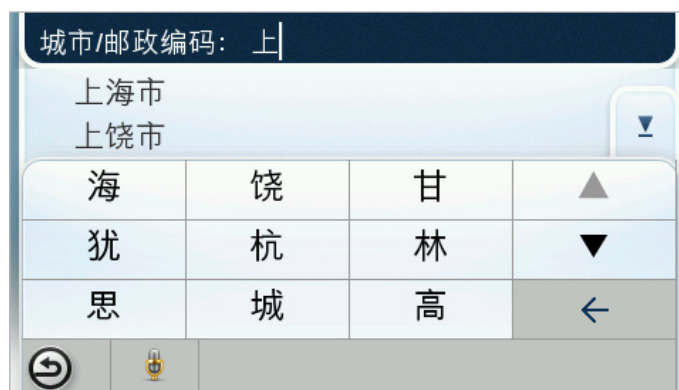 城市/邮政编码： 上
上海市
上饶市
海 饶 甘
犹 杭 林
思 城 高